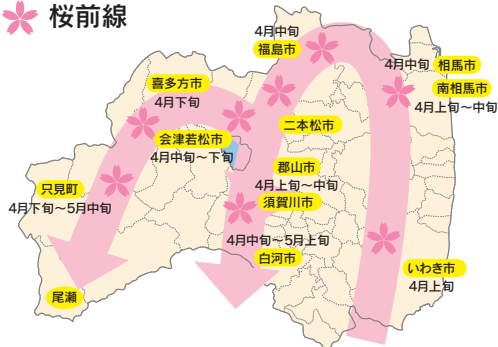 桜前線
4月中旬
福島市
4月中旬
相馬市
南相馬市
4月上旬〜中旬
喜多方市
4月下旬
二本松市
会津若松市
4月中旬〜下旬
郡山市
4月上旬〜中旬
須賀川市
只見町
4月下旬〜5月中旬
4月中旬〜5月上旬
白河市
いわき市
4月上旬
尾瀬